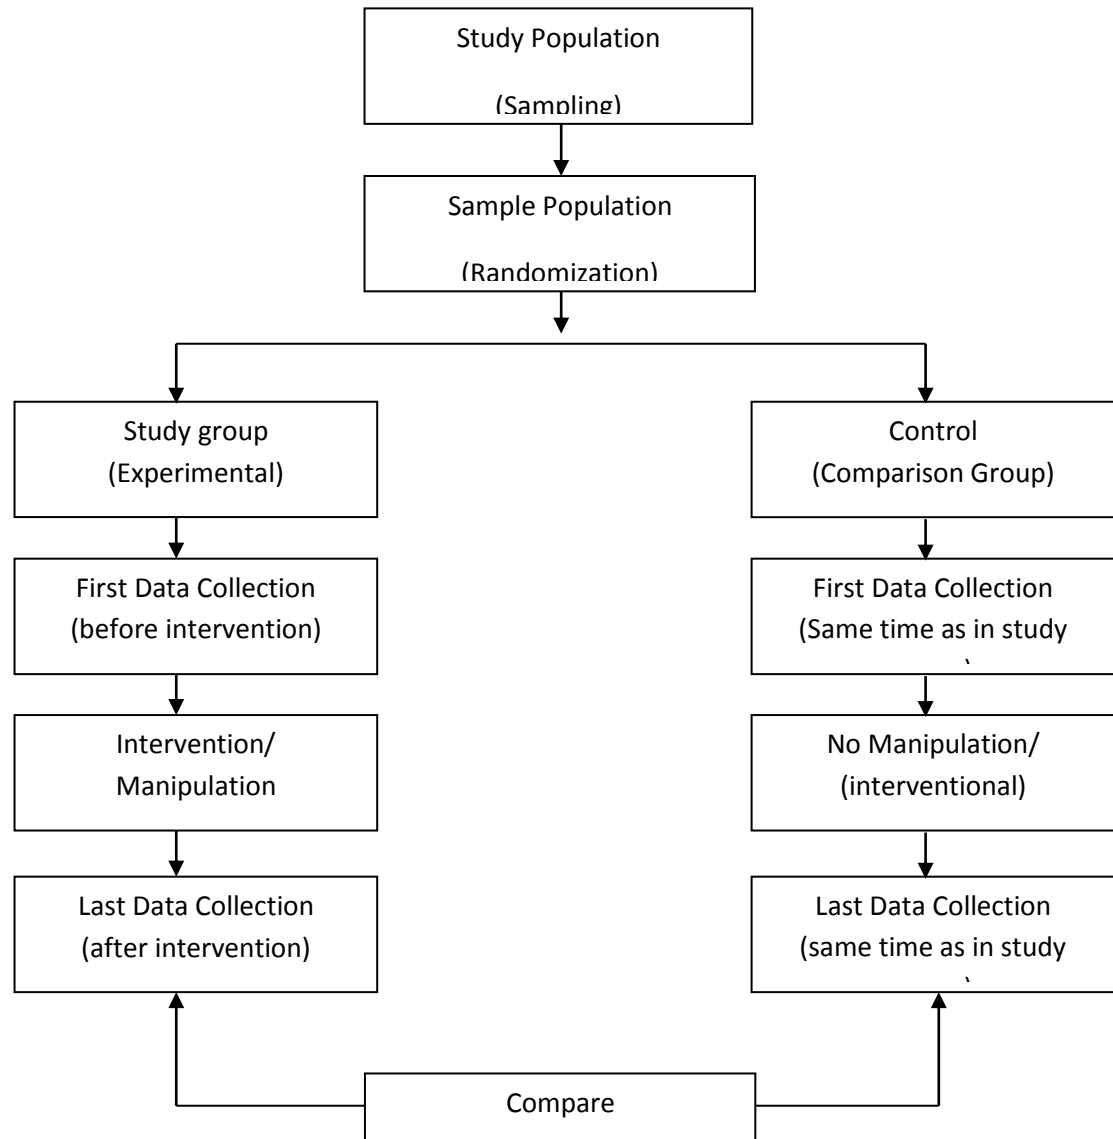 Study Population
(Sampling)
Sample Population
(Randomization)
Study group
(Experimental)
Control
(Comparison Group)
First Data Collection
(before intervention)
First Data Collection
(Same time as in study
Intervention/
Manipulation
No Manipulation/
(interventional)
Last Data Collection
(after intervention)
Last Data Collection
(same time as in study
Compare